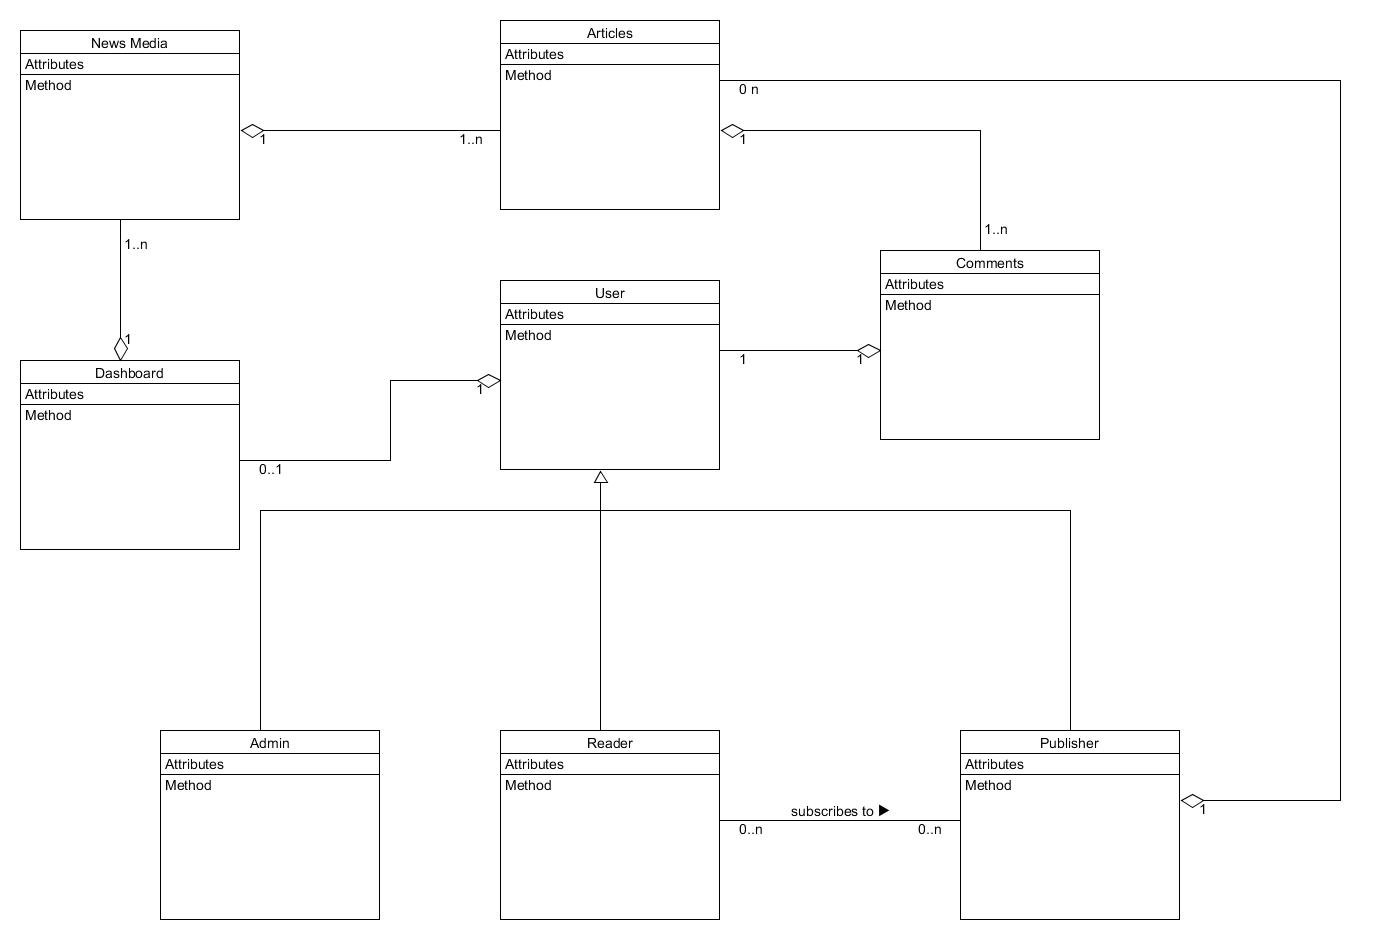 News Media
Attributes
Method
1
1..n
1..n
1
Articles
Attributes
Method
0 n
1
1..n
Comments
Attributes
Method
User
Attributes
Method
1
1
1
0..1
Dashboard
Attributes
Method
Admin
Attributes
Method
Reader
Attributes
Method
subscribes to
0..n
0..n
Publisher
Attributes
Method
1